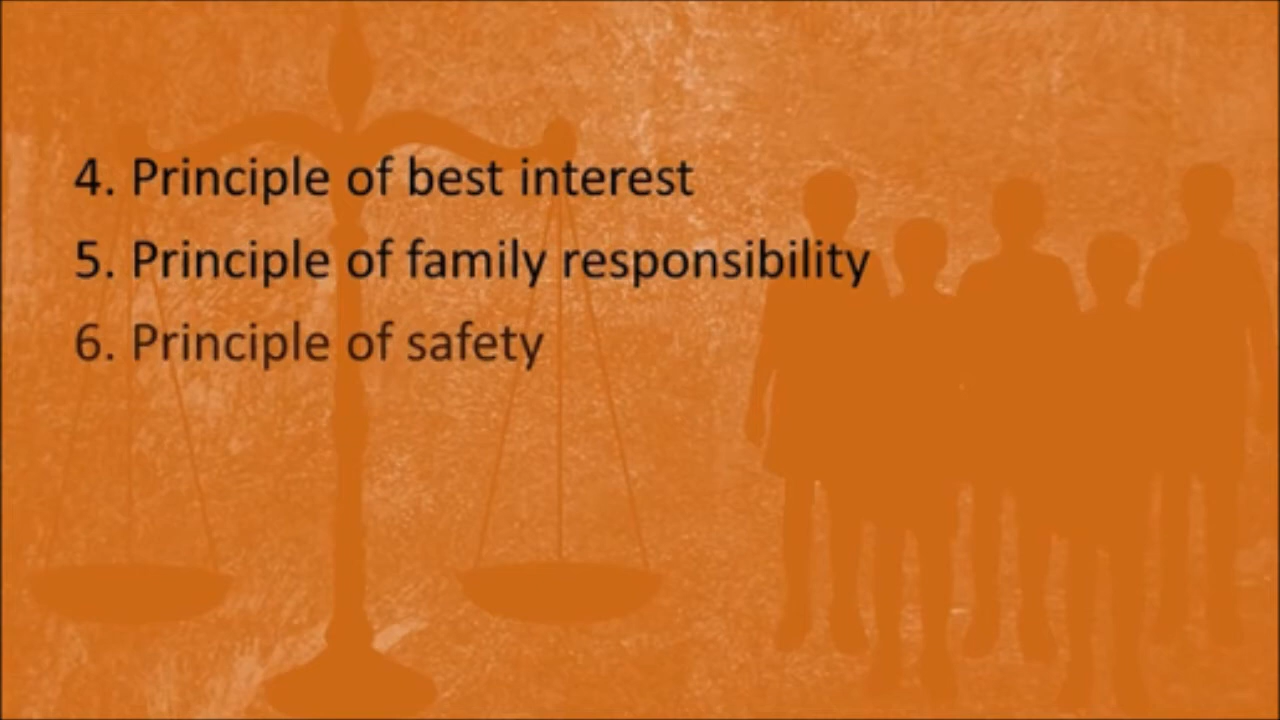 4. Principle of best interest
5. Principle of family responsibility
6. Principle of safety